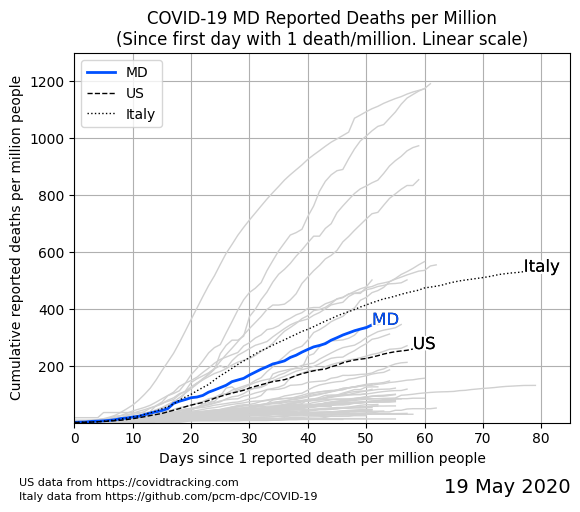 COVID-19 MD Reported Deaths per Million
(Since first day with 1 death/million. Linear scale)
Cumulative reported deaths per million people
1200
1000
800
600
400
200
MD
US
Italy
Italy
MD
US
0
10
20
30
40
50
60
70
80
Days since 1 reported death per million people
US data from https://covidtracking.com
Italy data from https://github.com/pcm-dpc/COVID-19
19 May 2020